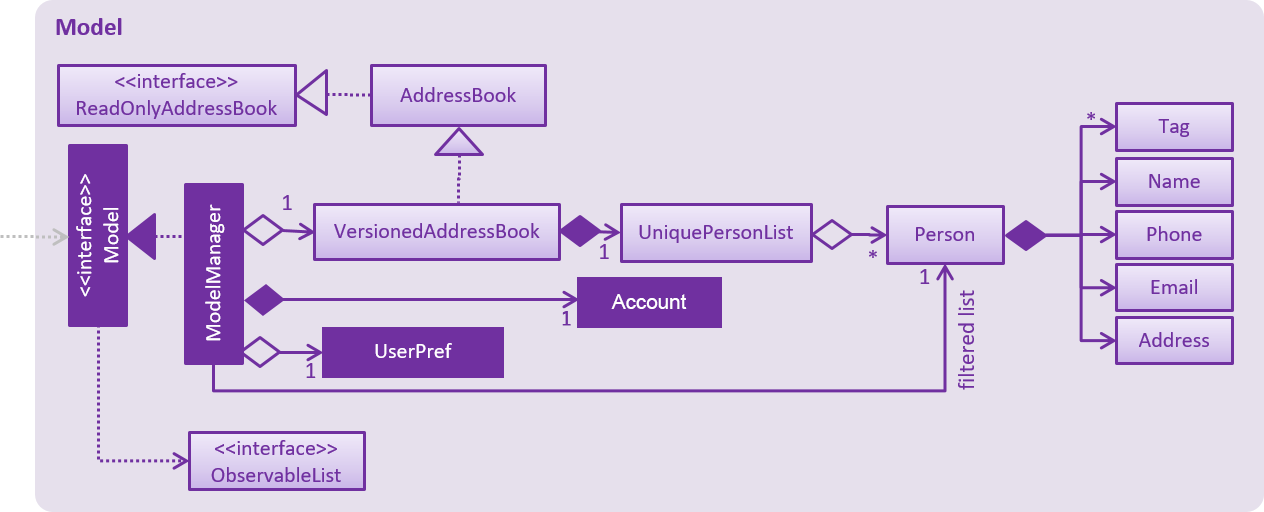 Model
<<interface>>
ReadOnlyAddressBook
AddressBook
<<interface>>
Model
ModelManager
1
VersionedAddressBook
1
UniquePersonList
*
Person
1
filtered list
*
Tag
Name
Phone
Email
Address
1
Account
1
UserPref
<<interface>>
ObservableList